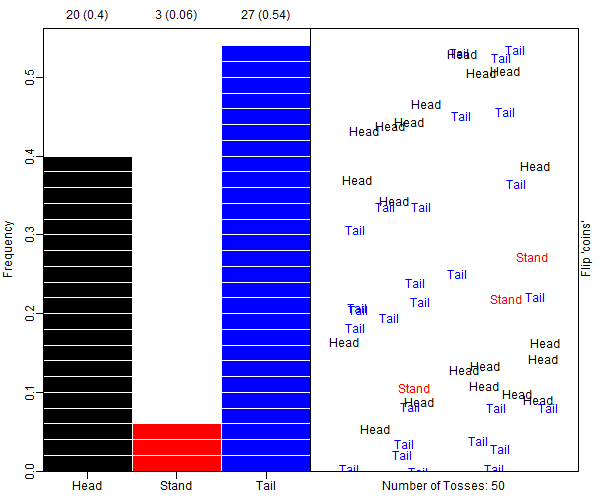 20 (0.4) 3 (0.06) 27 (0.54)
Frequency
0.5
0.4
0.3
0.2
0.1
0.0
Head Stand Tail
Tail Head Tail
Tail
Head Head
Head
Tail Tail
Head Head Head
Head
Head Tail
Head
Tail Tail
Tail
Stand
Tail
Tail
Stand Tail
Tail
Tail
Tail
Tail
Tail
Head Head
Head
Head Head
Stand Head
Head
Head Head
Tail Tail Tail
Head
Tail
Tail
Tail
Tail
Tail Tail Tail
Flip 'coins'
Number of Tosses: 50